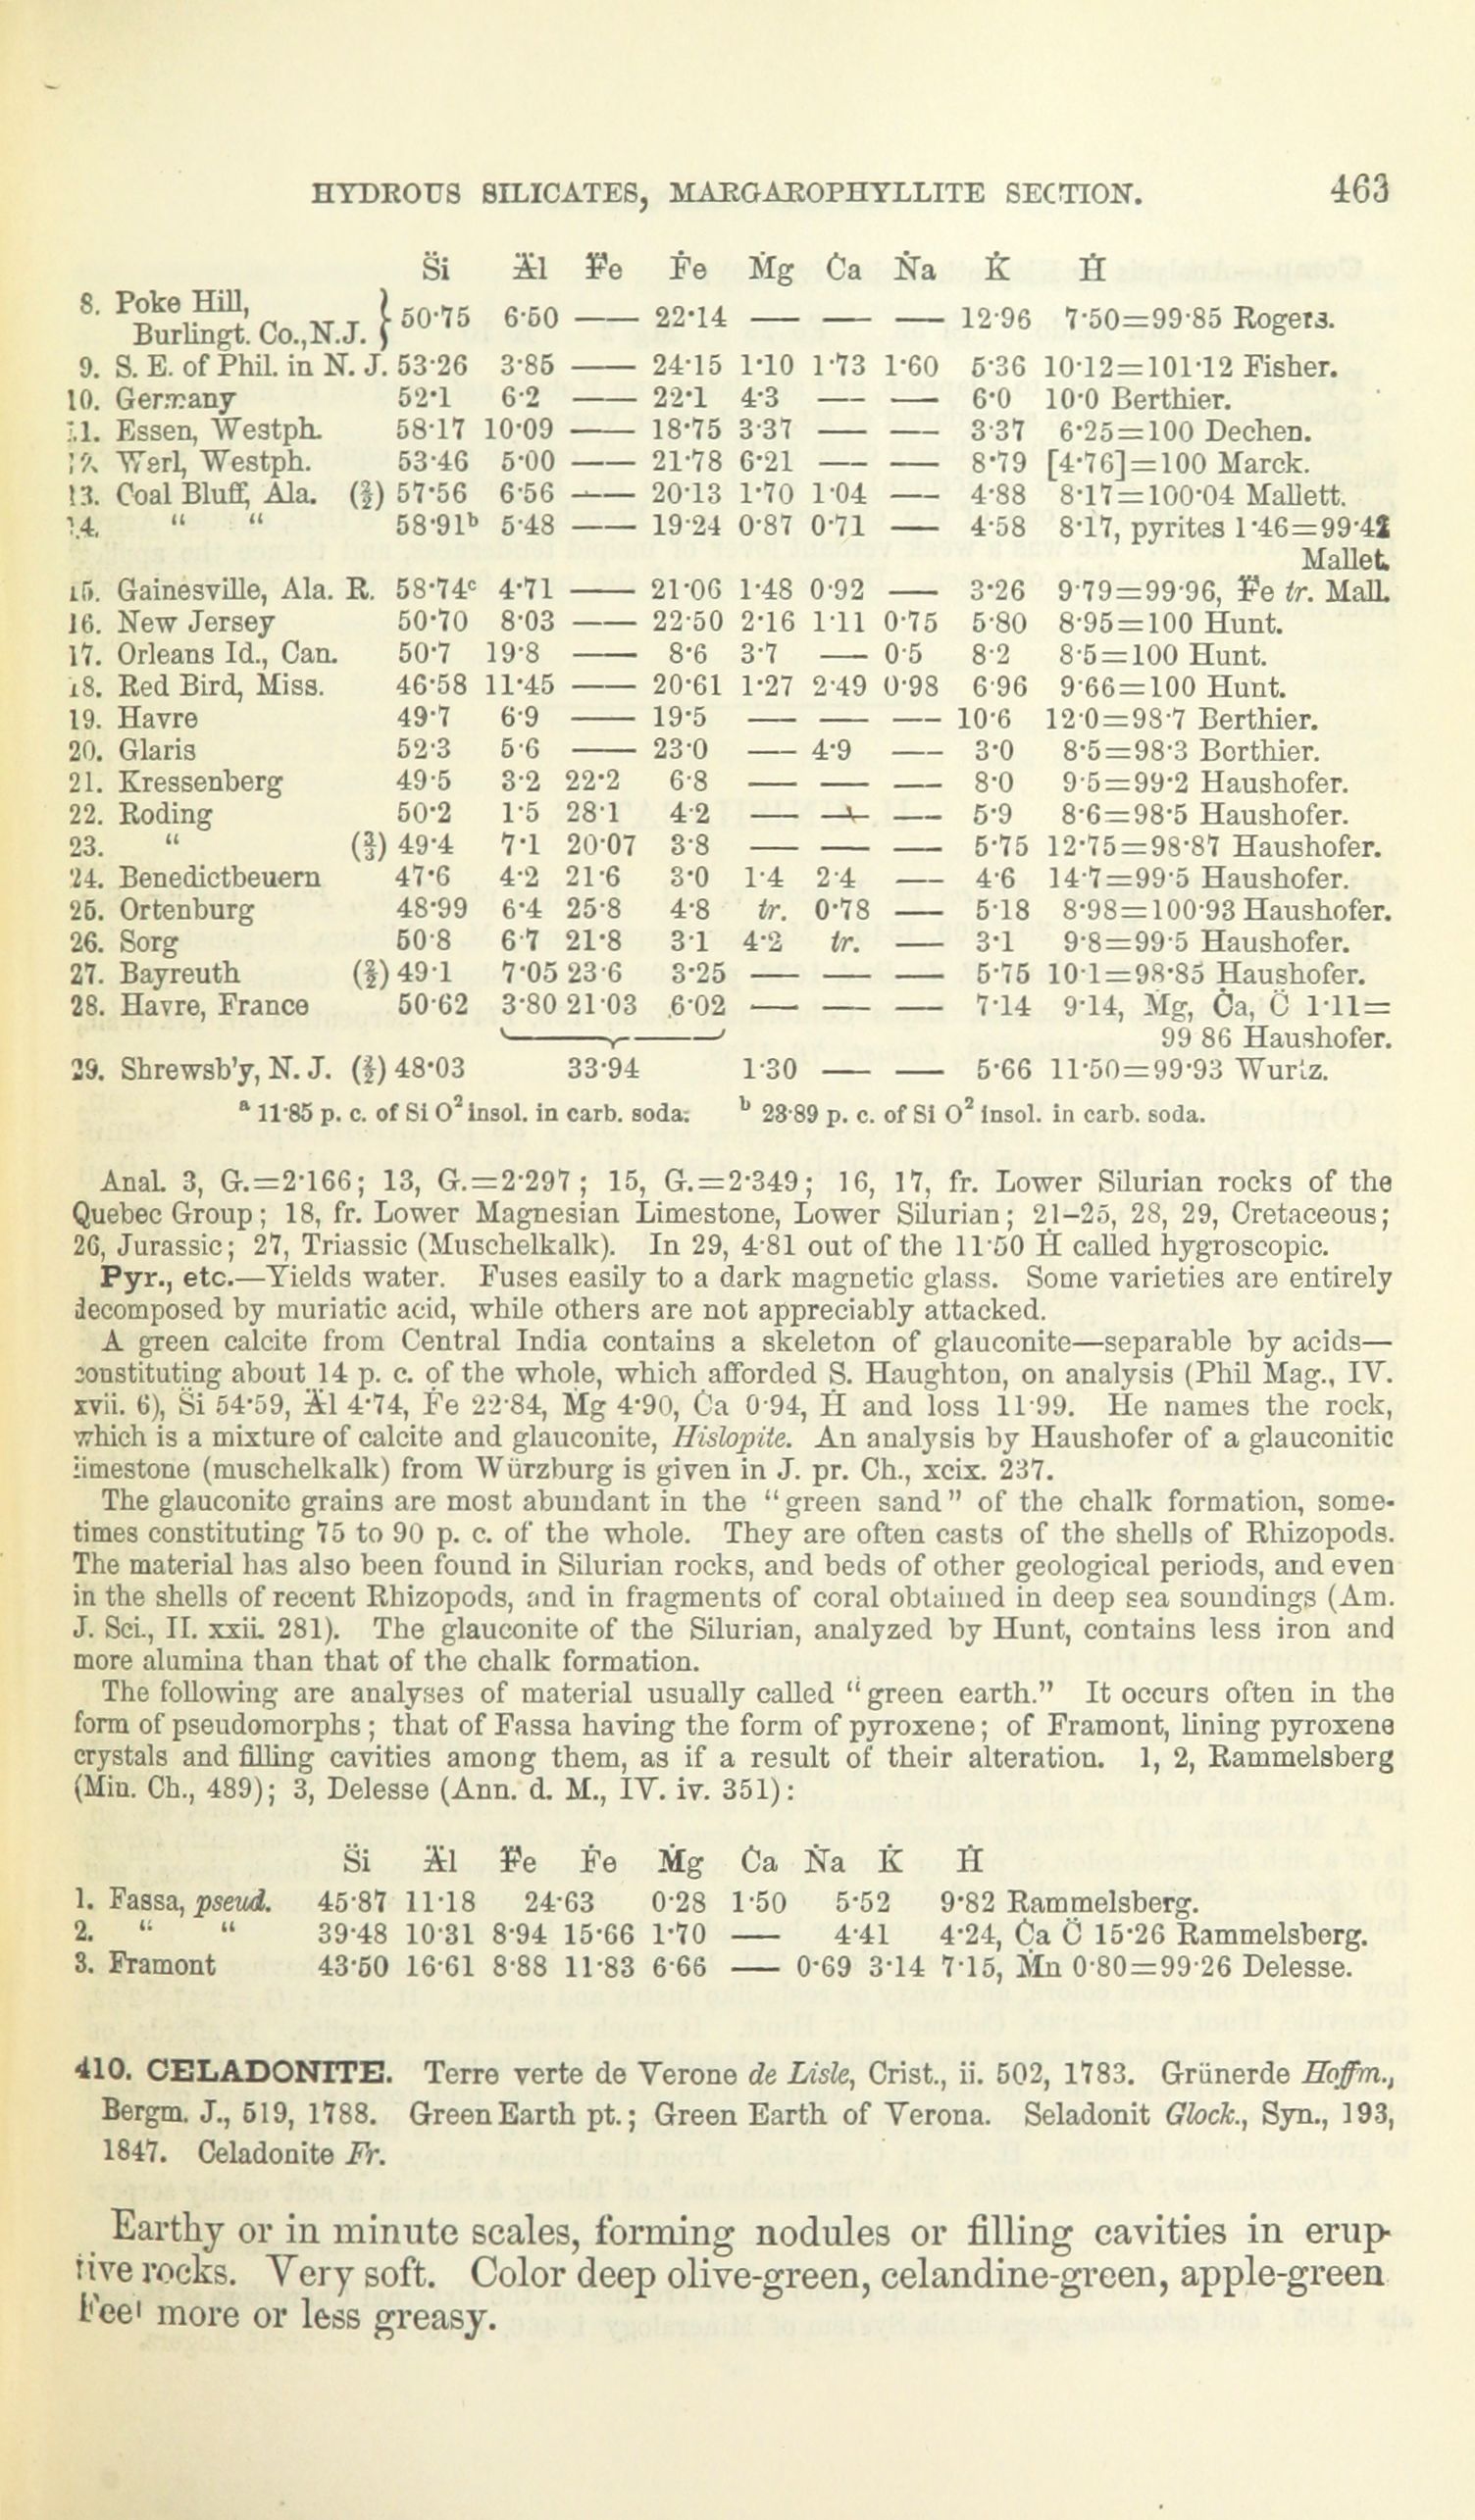 HYDROUS SILICATES, MARGAROPHYLLITE SECTION. 463
S̈i Ä̶l F̶̈e Ḟe Ṁg Ċa Ṅa K̇ Ḣ
8. Poke Hill,
Burlingt. Co., N.J. } 50·75 6·50 —— 22·14 — — — 12·96 7·50=99·85 Rogers.
9. S. E. of Phil. in N. J. 53·26 3·85 —— 24·15 1·10 1·73 1·60 5·36 10·12=101·12 Fisher.
10. Germany 52·1 6·2 —— 22·1 4·3 — — 6·0 10·0 Berthier.
11. Essen, Westph. 58·17 10·09 —— 18·75 3·37 — — 3·37 6·25=100 Dechen.
12. Werl, Westph. 53·46 5·00 —— 21·78 6·21 — — 8·79 [4·76]=100 Marck.
13. Coal Bluff, Ala. (⅔) 57·56 6·56 —— 20·13 1·70 1·04 — 4·88 8·17=100·04 Mallett.
14. “ “ 58·91ᵇ 5·48 —— 19·24 0·87 0·71 — 4·58 8·17, pyrites 1·46=99·42
Mallet.
15. Gainesville, Ala. R. 58·74ᶜ 4·71 —— 21·06 1·48 0·92 — 3·26 9·79=99·96, F̶̈e tr. Mall.
16. New Jersey 50·70 8·03 —— 22·50 2·16 1·11 0·75 5·80 8·95=100 Hunt.
17. Orleans Id., Can. 50·7 19·8 —— 8·6 3·7 — 0·5 8·2 8·5=100 Hunt.
18. Red Bird, Miss. 46·58 11·45 —— 20·61 1·27 2·49 0·98 6·96 9·66=100 Hunt.
19. Havre 49·7 6·9 —— 19·5 — — — 10·6 12·0=98·7 Berthier.
20. Glaris 52·3 5·6 —— 23·0 — 4·9 — 3·0 8·5=98·3 Borthier.
21. Kressenberg 49·5 3·2 22·2 6·8 — — — 8·0 9·5=99·2 Haushofer.
22. Roding 50·2 1·5 28·1 4·2 — — — 5·9 8·6=98·5 Haushofer.
23. “ (⅔) 49·4 7·1 20·07 3·8 — — — 5·75 12·75=98·87 Haushofer.
24. Benedictbeuern 47·6 4·2 21·6 3·0 1·4 2·4 — 4·6 14·7=99·5 Haushofer.
25. Ortenburg 48·99 6·4 25·8 4·8 tr. 0·78 — 5·18 8·98=100·93 Haushofer.
26. Sorg 50·8 6·7 21·8 3·1 4·2 tr. — 3·1 9·8=99·5 Haushofer.
27. Bayreuth (⅔) 49·1 7·05 23·6 3·25 — — — 5·75 10·1=98·85 Haushofer.
28. Havre, France 50·62 3·80 21·03 6·02 — — — 7·14 9·14, Ṁg, Ċa, C̈ 1·11=
99 86 Haushofer.
29. Shrewsb'y, N. J. (⅔) 48·03 33·94 1·30 — — 5·66 11·50=99·93 Wurtz.
ᵃ 11·85 p. c. of Si O² insol. in carb. soda. ᵇ 23·89 p. c. of Si O² insol. in carb. soda.
Anal. 3, G.=2·166; 13, G.=2·297; 15, G.=2·349; 16, 17, fr. Lower Silurian rocks of the
Quebec Group; 18, fr. Lower Magnesian Limestone, Lower Silurian; 21–25, 28, 29, Cretaceous;
26, Jurassic; 27, Triassic (Muschelkalk). In 29, 4·81 out of the 11·50 Ḣ called hygroscopic.
Pyr., etc.—Yields water. Fuses easily to a dark magnetic glass. Some varieties are entirely
decomposed by muriatic acid, while others are not appreciably attacked.
A green calcite from Central India contains a skeleton of glauconite—separable by acids—
constituting about 14 p. c. of the whole, which afforded S. Haughton, on analysis (Phil Mag., IV.
xvii. 6), S̈i 54·59, Ä̶l 4·74, Ḟe 22·84, Ṁg 4·90, Ċa 0·94, Ḣ and loss 11·99. He names the rock,
which is a mixture of calcite and glauconite, Hislopite. An analysis by Haushofer of a glauconitic
limestone (muschelkalk) from Würzburg is given in J. pr. Ch., xcix. 237.
The glauconite grains are most abundant in the “green sand” of the chalk formation, some-
times constituting 75 to 90 p. c. of the whole. They are often casts of the shells of Rhizopods.
The material has also been found in Silurian rocks, and beds of other geological periods, and even
in the shells of recent Rhizopods, and in fragments of coral obtained in deep sea soundings (Am.
J. Sci., II. xxii. 281). The glauconite of the Silurian, analyzed by Hunt, contains less iron and
more alumina than that of the chalk formation.
The following are analyses of material usually called “green earth.” It occurs often in the
form of pseudomorphs; that of Fassa having the form of pyroxene; of Framont, lining pyroxene
crystals and filling cavities among them, as if a result of their alteration. 1, 2, Rammelsberg
(Min. Ch., 489); 3, Delesse (Ann. d. M., IV. iv. 351):
S̈i Ä̶l F̶̈e Ḟe Ṁg Ċa Ṅa K̇ Ḣ
1. Fassa, pseud. 45·87 11·18 24·63 0·28 1·50 5·52 9·82 Rammelsberg.
2. “ “ 39·48 10·31 8·94 15·66 1·70 — 4·41 4·24, Ċa C̈ 15·26 Rammelsberg.
3. Framont 43·50 16·61 8·88 11·83 6·66 — 0·69 3·14 7·15, Ṁn 0·80=99·26 Delesse.
410. CELADONITE. Terre verte de Verone de Lisle, Crist., ii. 502, 1783. Grünerde Hoffm.,
Bergm. J., 519, 1788. Green Earth pt.; Green Earth of Verona. Seladonit Glock., Syn., 193,
1847. Celadonite Fr.
Earthy or in minute scales, forming nodules or filling cavities in erup-
tive rocks. Very soft. Color deep olive-green, celandine-green, apple-green
Feel more or less greasy.